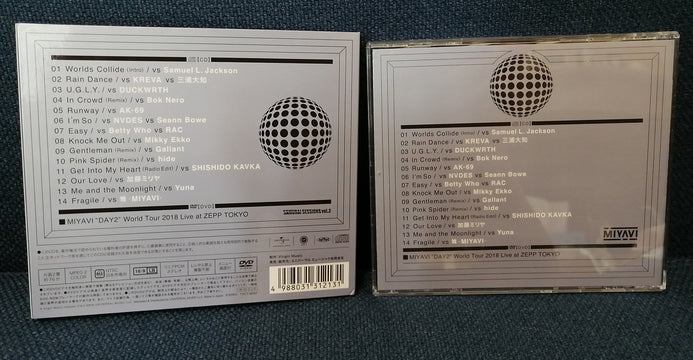 [CD]
01 Worlds Collide (Intro) / vs Samuel L. Jackson
02 Rain Dance / vs KREVA vs 三浦大知
03 U.G.L.Y. / vs DUCKWRTH
04 In Crowd (Remix) / vs Bok Nero
05 Runway / vs AK-69
06 I'm So / vs NVDES vs Seann Bowe
07 Easy / vs Betty Who vs RAC
08 Knock Me Out / vs Mikky Ekko
09 Gentleman (Remix) / vs Gallant
10 Pink Spider (Remix) / vs hide
11 Get Into My Heart (Radio Edit) / vs SHISHIDO KAVKA
12 Our Love / vs 加藤ミリヤ
13 Me and the Moonlight / vs Yuna
14 Fragile / vs 雅-MIYAVI-
[DVD]
SAMURAI SESSIONS vol.3
■ MIYAVI "DAY2" World Tour 2018 Live at ZEPP TOKYO
MPEG 2
COLOR
NTSC
16:9
DVD
4 988031 312131
[CD]
01 Worlds Collide (Intro) / vs Samuel L. Jackson
02 Rain Dance / vs KREVA vs 三浦大知
03 U.G.L.Y. / vs DUCKWRTH
04 In Crowd (Remix) / vs Bok Nero
05 Runway / vs AK-69
06 I'm So / vs NVDES vs Seann Bowe
07 Easy / vs Betty Who vs RAC
08 Knock Me Out / vs Mikky Ekko
09 Gentleman (Remix) / vs Gallant
10 Pink Spider (Remix) / vs hide
11 Get Into My Heart (Radio Edit) / vs SHISHIDO KAVKA
12 Our Love / vs 加藤ミリヤ
13 Me and the Moonlight / vs Yuna
14 Fragile / vs 雅-MIYAVI-
MIYAVI
[DVD]
■ MIYAVI "DAY2" World Tour 2018 Live at ZEPP TOKYO